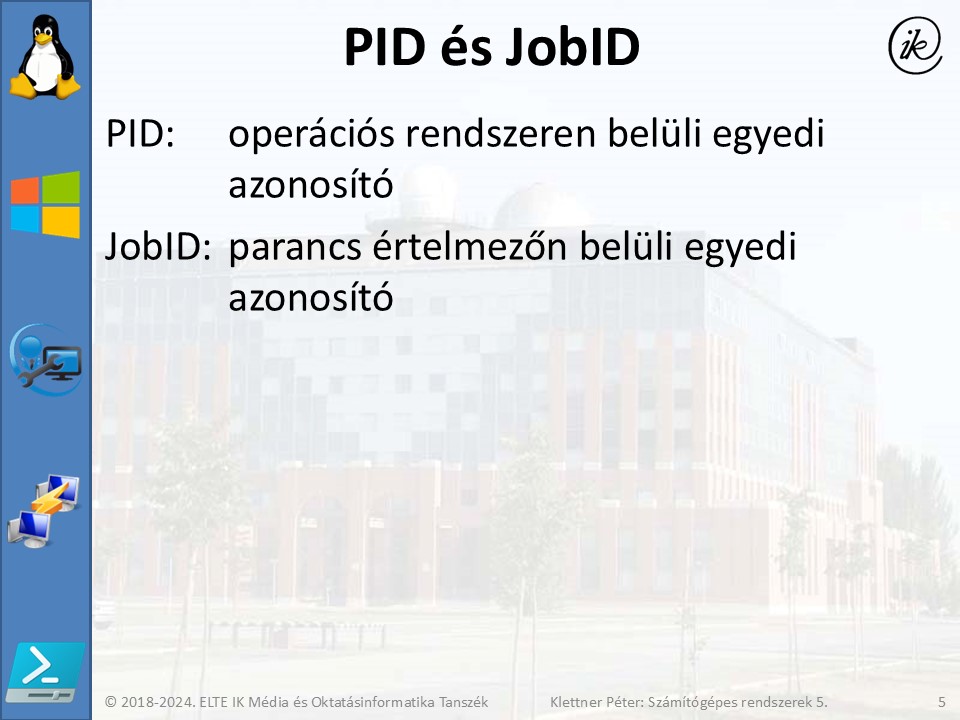 PID és JobID
ik
PID: operációs rendszeren belüli egyedi
azonosító
JobID: parancs értelmezőn belüli egyedi
azonosító
© 2018-2024. ELTE IK Média és Oktatásinformatika Tanszék Klettner Péter: Számítógépes rendszerek 5. 5